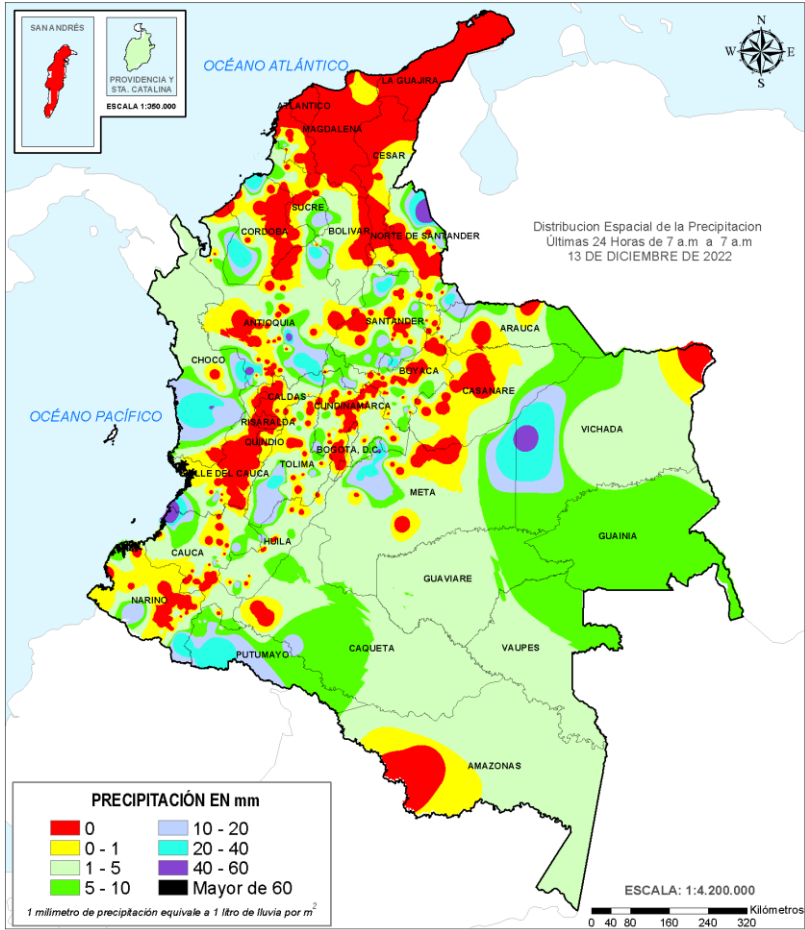 SAN ANDRÉS
PROVIDENCIA Y
STA. CATALINA
ESCALA 1:350.000
OCÉANO ATLÁNTICO
N
W
E
S
LA GUAJIRA
ATLANTICO
MAGDALENA
CESAR
SUCRE
CORDOBA
BOLIVAR
NORTE DE SANTANDER
Distribucion Espacial de la Precipitacion
Últimas 24 Horas de 7 a.m a 7 a.m
13 DE DICIEMBRE DE 2022
ANTIOQUIA
SANTANDER
ARAUCA
CHOCO
BOYACA
CASANARE
CALDAS
CUNDINAMARCA
OCÉANO PACÍFICO
RISARALDA
VICHADA
QUINDIO
BOGOTA, D.C.
TOLIMA
VALLE DEL CAUCA
META
GUAINIA
CAUCA
HUILA
GUAVIARE
NARIÑO
PUTUMAYO
CAQUETA
VAUPES
AMAZONAS
PRECIPITACIÓN EN mm
0
10 - 20
0 - 1
20 - 40
1 - 5
40 - 60
5 - 10
Mayor de 60
1 milímetro de precipitación equivale a 1 litro de lluvia por m2
ESCALA: 1:4.200.000
Kilómetros
0 40 80 160 240 320